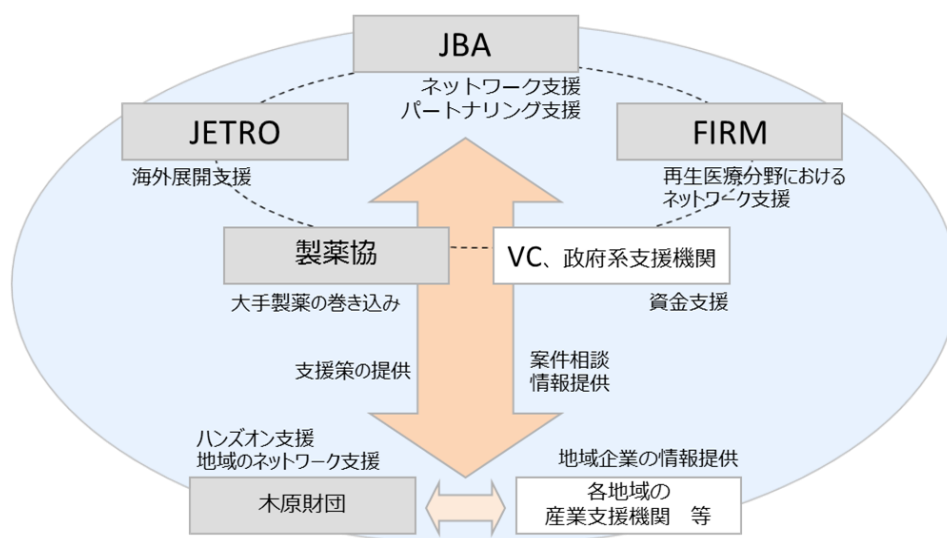 JBA
ネットワーク支援
パートナリング支援
JETRO
海外展開支援
FIRM
再生医療分野における
ネットワーク支援
製薬協
大手製薬の巻き込み
VC、政府系支援機関
資金支援
支援策の提供
案件相談
情報提供
ハンズオン支援
地域のネットワーク支援
木原財団
地域企業の情報提供
各地域の
産業支援機関　等